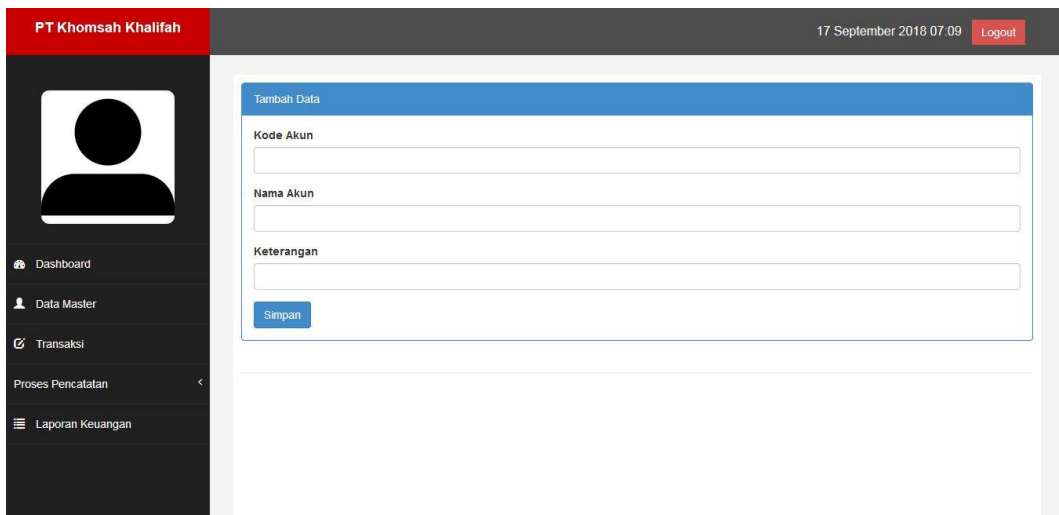 PT Khomsah Khalifah
17 September 2018 07:09
Logout
Dashboard
Data Master
Transaksi
Proses Pencatatan
Laporan Keuangan
Tambah Data
Kode Akun
Nama Akun
Keterangan
Simpan